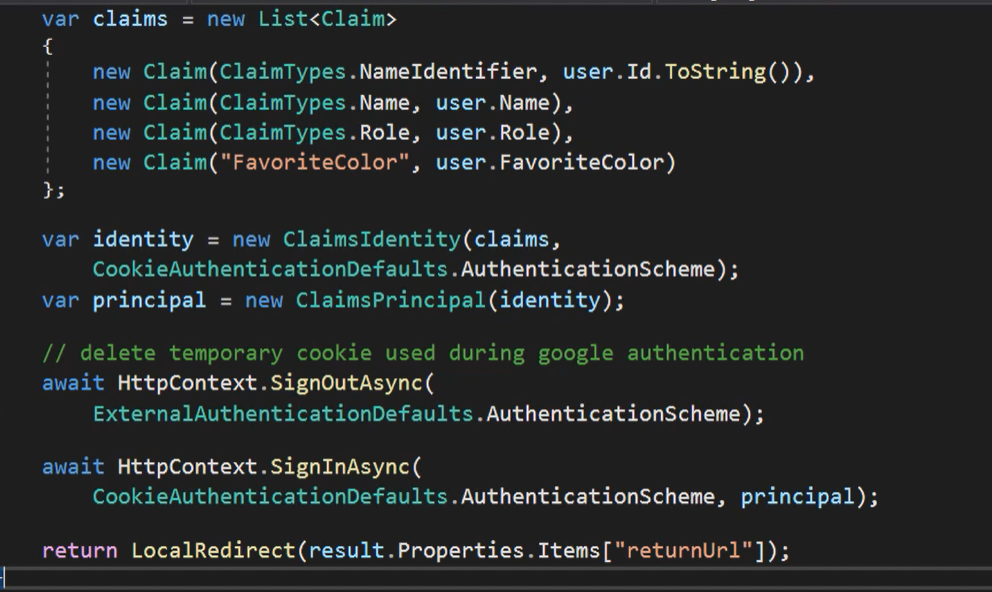 var claims = new List<Claim>
{
    new Claim(ClaimTypes.NameIdentifier, user.Id.ToString()),
    new Claim(ClaimTypes.Name, user.Name),
    new Claim(ClaimTypes.Role, user.Role),
    new Claim("FavoriteColor", user.FavoriteColor)
};
var identity = new ClaimsIdentity(claims,
    CookieAuthenticationDefaults.AuthenticationScheme);
var principal = new ClaimsPrincipal(identity);
// delete temporary cookie used during google authentication
await HttpContext.SignOutAsync(
    ExternalAuthenticationDefaults.AuthenticationScheme);
await HttpContext.SignInAsync(
    CookieAuthenticationDefaults.AuthenticationScheme, principal);
return LocalRedirect(result.Properties.Items["returnUrl"]);